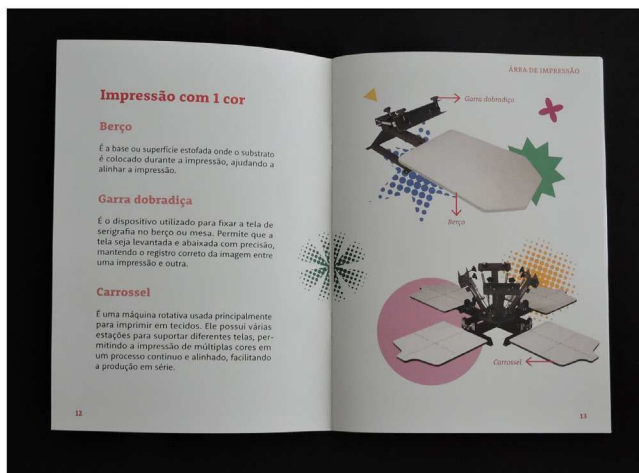 Impressão com 1 cor
Berço
É a base ou superfície estofada onde o substrato
é colocado durante a impressão, ajudando a
alinhar a impressão.
Garra dobradiça
É o dispositivo utilizado para fixar a tela de
serigrafia no berço ou mesa. Permite que a
tela seja levantada e abaixada com precisão,
mantendo o registro correto da imagem entre
uma impressão e outra.
Carrossel
É uma máquina rotativa usada principalmente
para imprimir em tecidos. Ele possui várias
estações para suportar diferentes telas, per-
mitindo a impressão de múltiplas cores em
um processo contínuo e alinhado, facilitando
a produção em série.
12
ÁREA DE IMPRESSÃO
Garra dobradiça
Berço
Carrossel
13